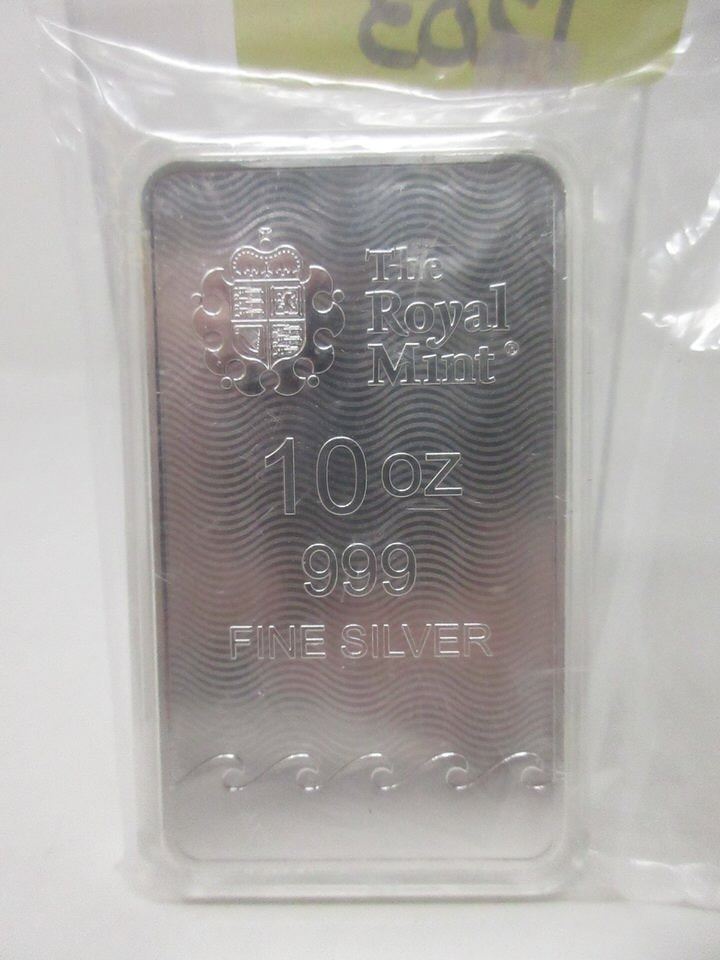 The
Royal
Mint®
10 oz
999
FINE SILVER